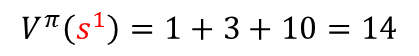 V^π(s^1) = 1 + 3 + 10 = 14